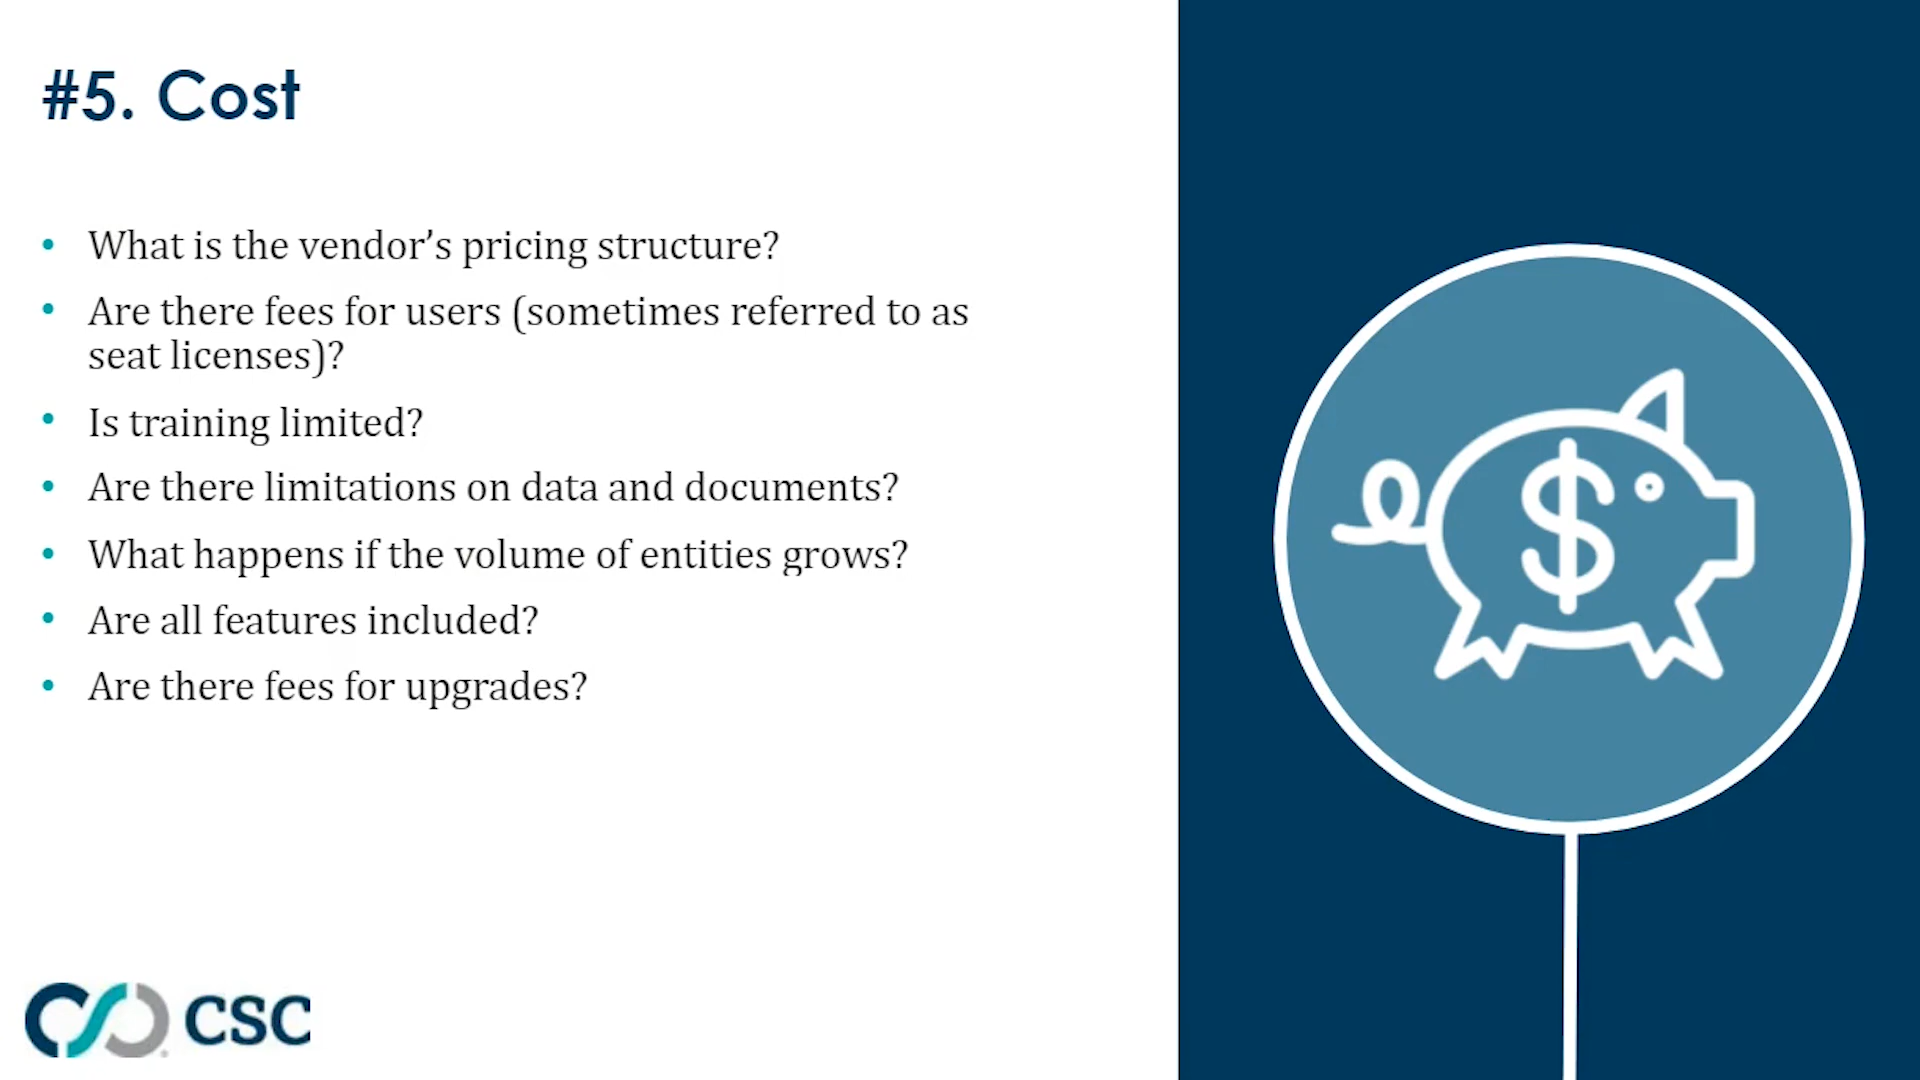 #5. Cost
• What is the vendor’s pricing structure?
• Are there fees for users (sometimes referred to as
seat licenses)?
• Is training limited?
• Are there limitations on data and documents?
• What happens if the volume of entities grows?
• Are all features included?
• Are there fees for upgrades?
$
CSC